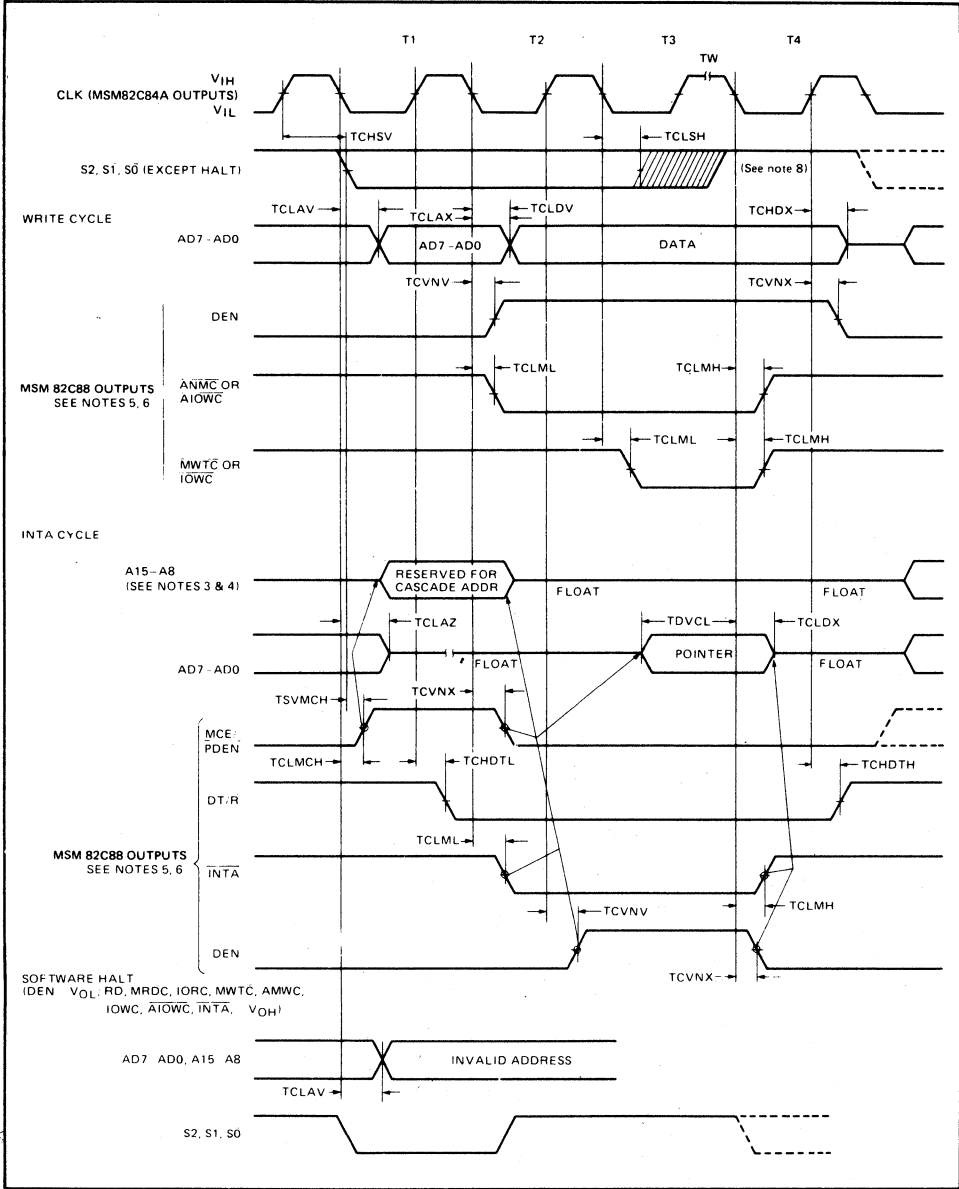 T1 T2 T3 T4
TW
VIH
CLK (MSM82C84A OUTPUTS)
VIL
TCHSV
TCLSH
S2, S1, S0 (EXCEPT HALT)
(See note 8)
WRITE CYCLE
TCLAV
TCLAX
TCLDV
TCHDX
AD7-AD0
AD7-AD0
DATA
TCVNV
TCVNX
DEN
TCLML
TCLMH
MSM 82C88 OUTPUTS
SEE NOTES 5, 6
ANMC OR
AIOWC
TCLML
TCLMH
MWTC OR
IOWC
INTA CYCLE
A15-A8
(SEE NOTES 3 & 4)
RESERVED FOR
CASCADE ADDR
FLOAT
FLOAT
TCLAZ
TDVCL
TCLDX
AD7-AD0
FLOAT
POINTER
FLOAT
TCVNX
TSVMCH
MCE/
PDEN
TCLMCH
TCHDTL
TCHDTH
DT/R
TCLML
MSM 82C88 OUTPUTS
SEE NOTES 5, 6
INTA
TCLMH
TCVNV
DEN
TCVNX
SOFTWARE HALT
(DEN VOL; RD, MRDC, IORC, MWTC, AMWC,
IOWC, AIOWC, INTA, VOH)
AD7 AD0, A15 A8
INVALID ADDRESS
TCLAV
S2, S1, S0